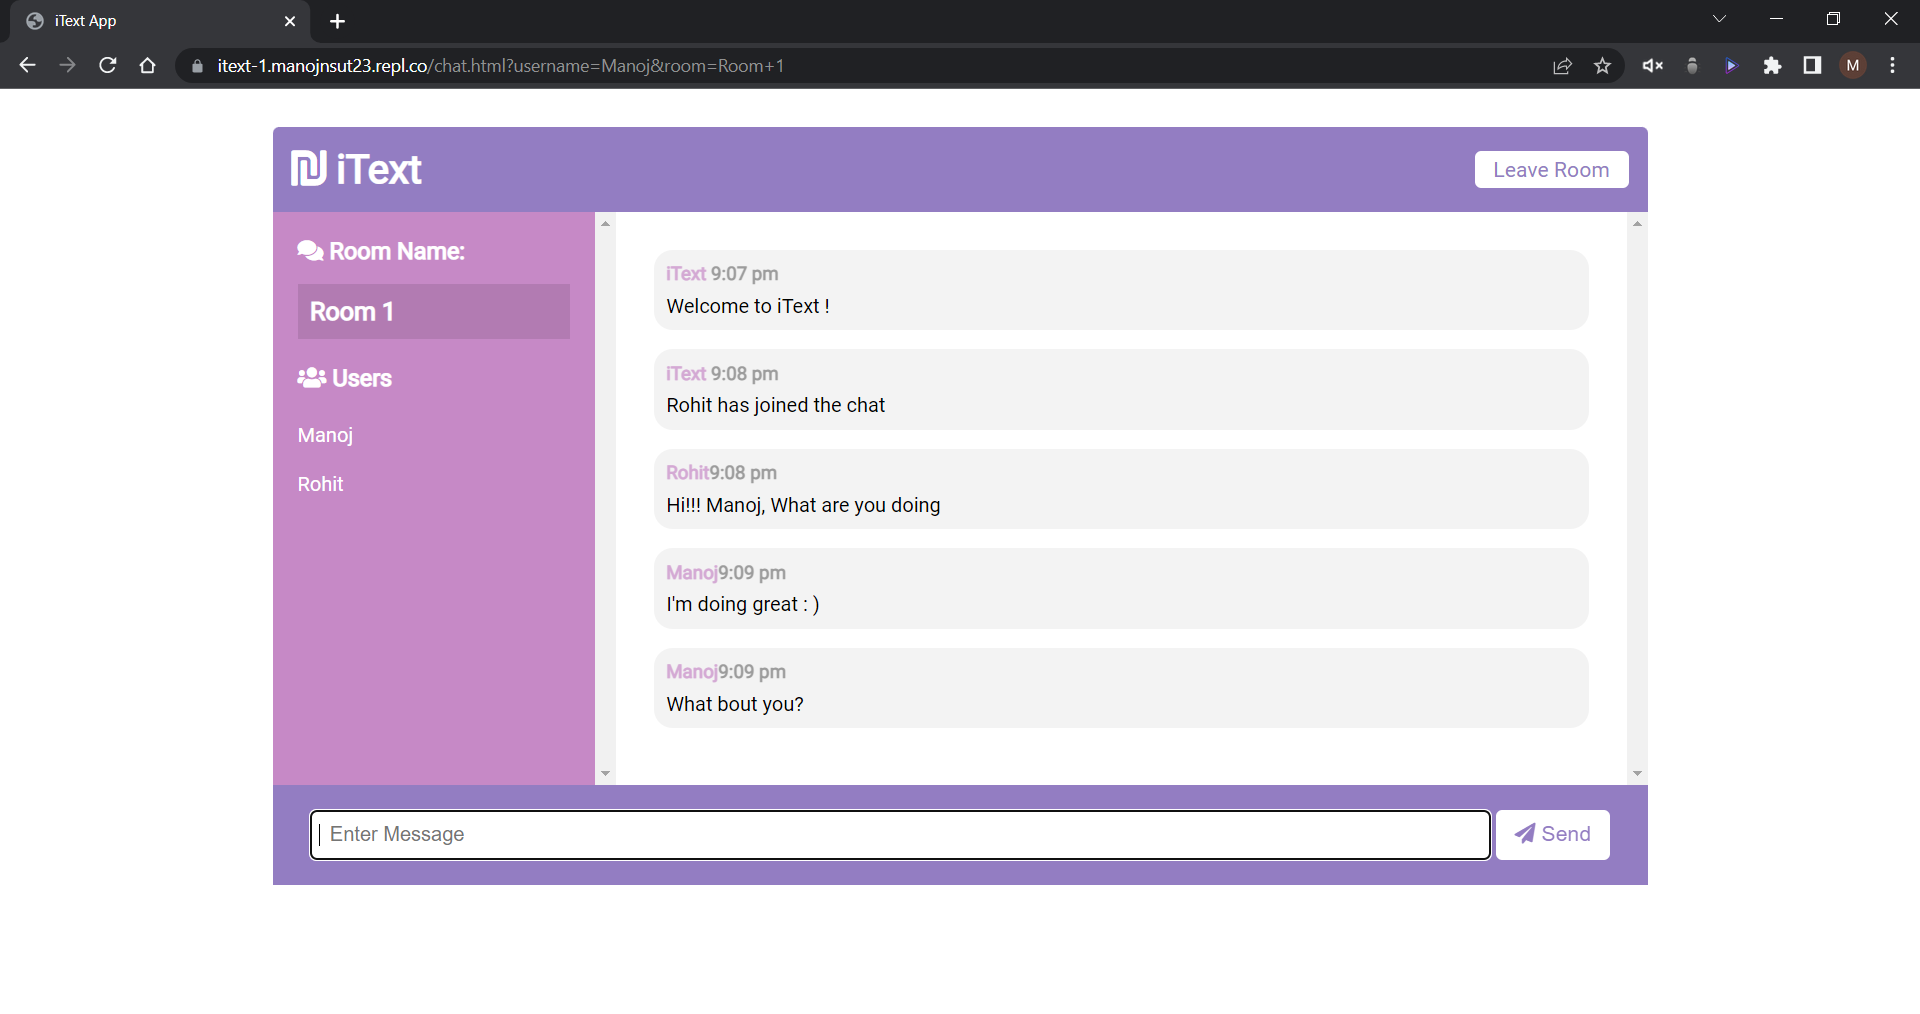 iText App
itext-1.manojnsut23.repl.co/chat.html?username=Manoj&room=Room+1
M
iText
Leave Room
Room Name:
Room 1
Users
Manoj
Rohit
iText 9:07 pm
Welcome to iText !
iText 9:08 pm
Rohit has joined the chat
Rohit9:08 pm
Hi!!! Manoj, What are you doing
Manoj9:09 pm
I'm doing great : )
Manoj9:09 pm
What bout you?
Enter Message
Send